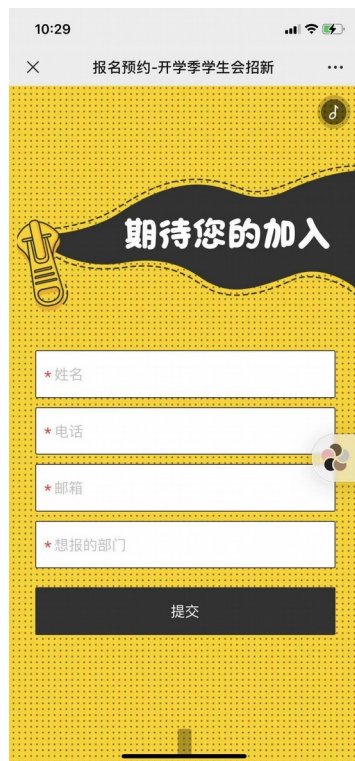 10:29
报名预约-开学季学生会招新
期待您的加入
*姓名
*电话
*邮箱
*想报的部门
提交